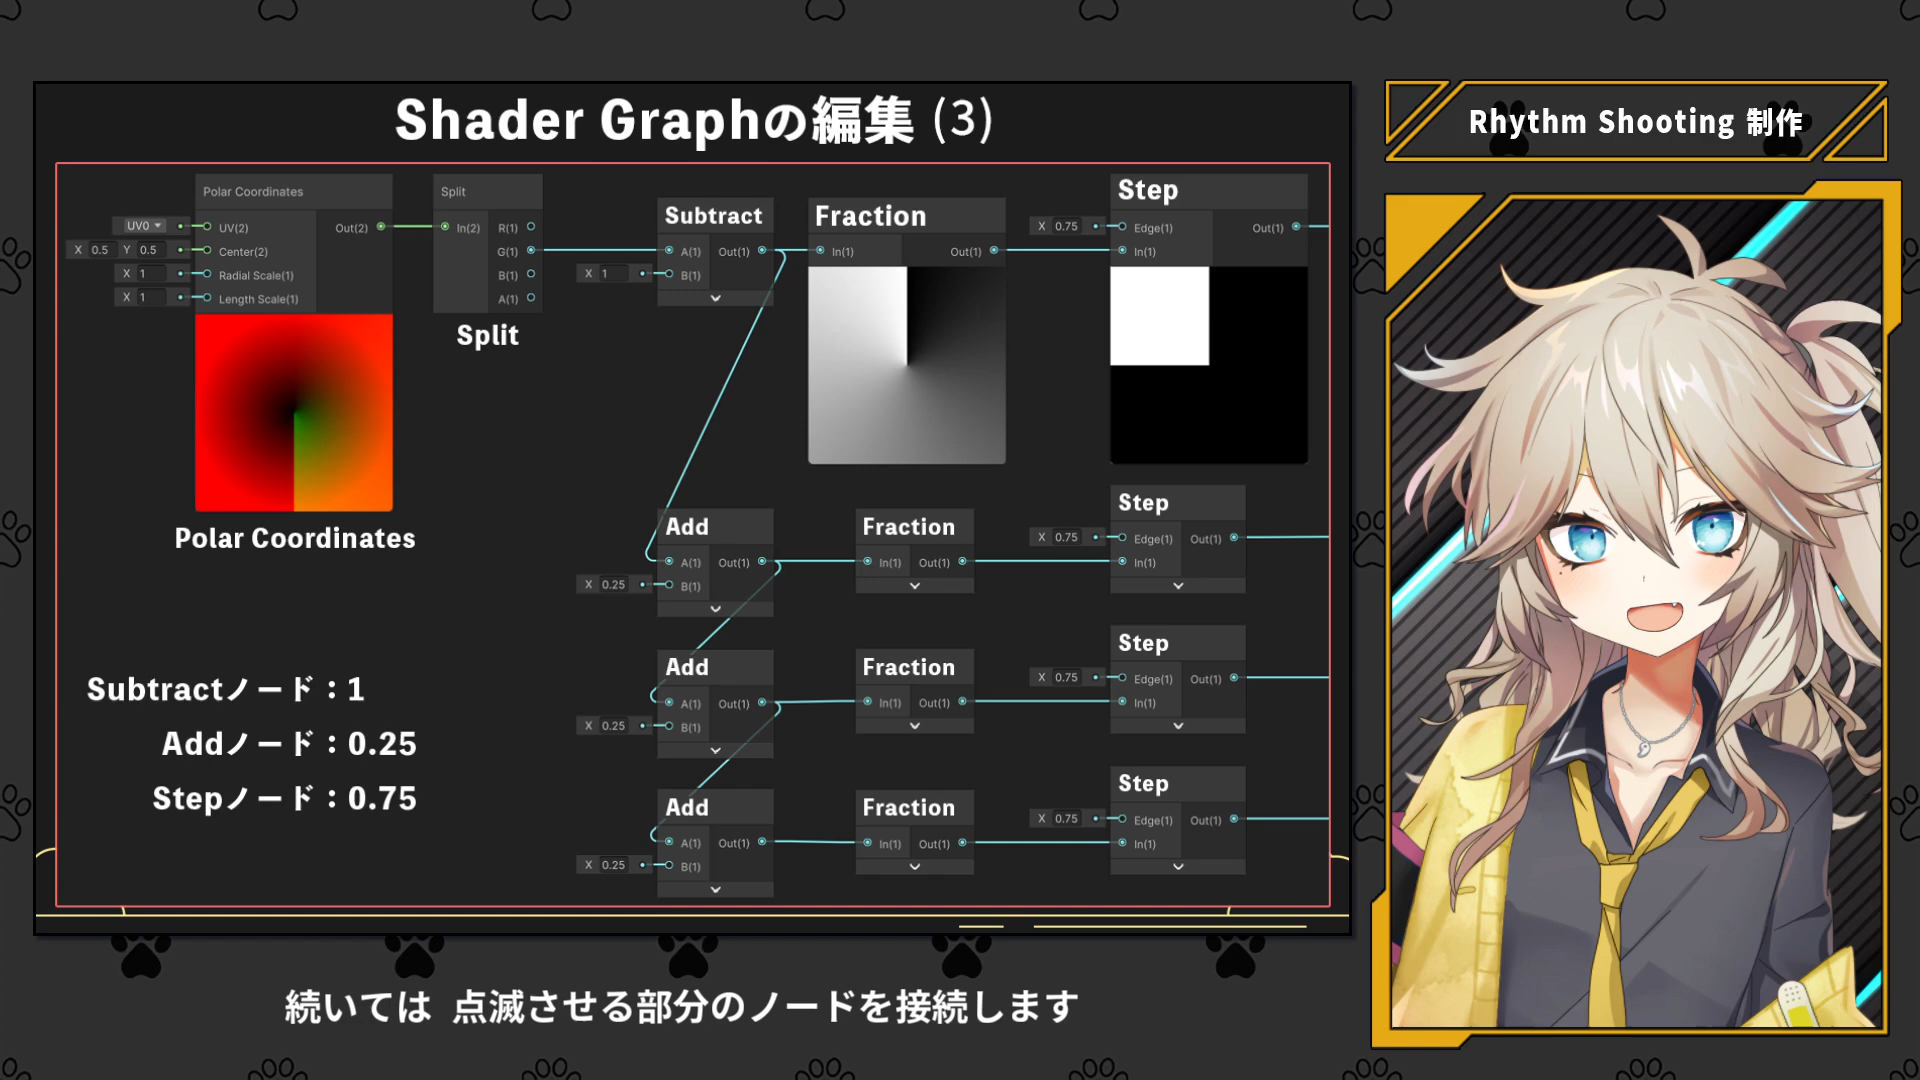 Shader Graphの編集 (3)
Rhythm Shooting 制作
Polar Coordinates
UV0
UV(2)
Out(2)
X 0.5 Y 0.5
Center(2)
X 1
Radial Scale(1)
X 1
Length Scale(1)
Polar Coordinates
Split
In(2)
R(1)
G(1)
B(1)
A(1)
Split
Subtract
A(1)
Out(1)
X 1
B(1)
Fraction
In(1)
Out(1)
Step
X 0.75
Edge(1)
Out(1)
In(1)
Add
A(1)
Out(1)
X 0.25
B(1)
Fraction
In(1)
Out(1)
Step
X 0.75
Edge(1)
Out(1)
In(1)
Add
A(1)
Out(1)
X 0.25
B(1)
Fraction
In(1)
Out(1)
Step
X 0.75
Edge(1)
Out(1)
In(1)
Add
A(1)
Out(1)
X 0.25
B(1)
Fraction
In(1)
Out(1)
Step
X 0.75
Edge(1)
Out(1)
In(1)
Subtractノード：1
Addノード：0.25
Stepノード：0.75
続いては 点滅させる部分のノードを接続します